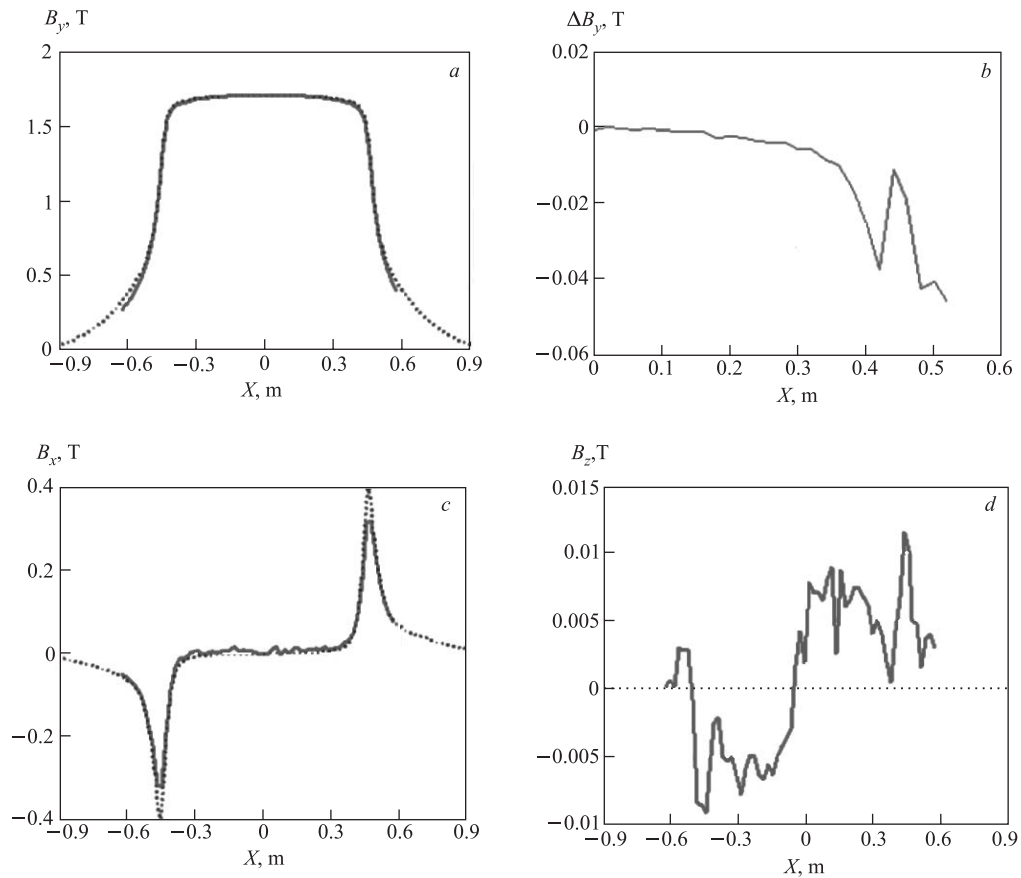 B_y, T
a
2
1.5
1
0.5
0
−0.9 −0.6 −0.3 0 0.3 0.6 0.9
X, m
ΔB_y, T
b
0.02
0
−0.02
−0.04
−0.06
0 0.1 0.2 0.3 0.4 0.5 0.6
X, m
B_x, T
c
0.4
0.2
0
−0.2
−0.4
−0.9 −0.6 −0.3 0 0.3 0.6 0.9
X, m
B_z,T
d
0.015
0.01
0.005
0
−0.005
−0.01
−0.9 −0.6 −0.3 0 0.3 0.6 0.9
X, m